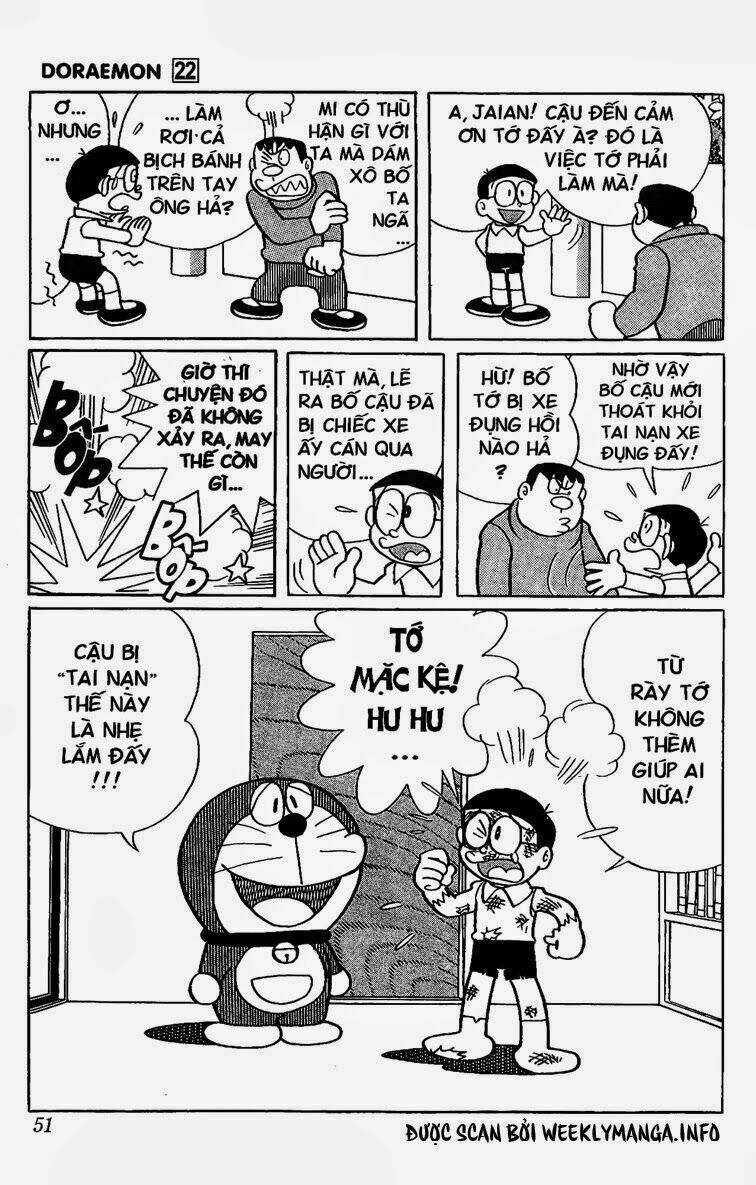 DORAEMON 22
A, JAIAN! CẬU ĐẾN CẢM
ƠN TỚ ĐẤY À? ĐÓ LÀ
VIỆC TỚ PHẢI
LÀM MÀ!
MI CÓ THÙ
HẬN GÌ VỚI
TA MÀ DÁM
XÔ BỐ
TA
NGÃ
...
... LÀM
RƠI CẢ
BỊCH BÁNH
TRÊN TAY
ÔNG HẢ?
Ơ...
NHƯNG
...
NHỜ VẬY
BỐ CẬU MỚI
THOÁT KHỎI
TAI NẠN XE
ĐỤNG ĐẤY!
HỪ! BỐ
TỚ BỊ XE
ĐỤNG HỒI
NÀO HẢ
?
THẬT MÀ, LẼ
RA BỐ CẬU ĐÃ
BỊ CHIẾC XE
ẤY CÁN QUA
NGƯỜI...
GIỜ THÌ
CHUYỆN ĐÓ
ĐÃ KHÔNG
XẢY RA, MAY
THẾ CÒN
GÌ...
BỐP
BỐP
TỪ
RÀY TỚ
KHÔNG
THÈM
GIÚP AI
NỮA!
TỚ
MẶC KỆ!
HƯ HƯ
...
CẬU BỊ
“TAI NẠN”
THẾ NÀY
LÀ NHẸ
LẮM ĐẤY
!!!
51
ĐƯỢC SCAN BỞI WEEKLYMANGA.INFO